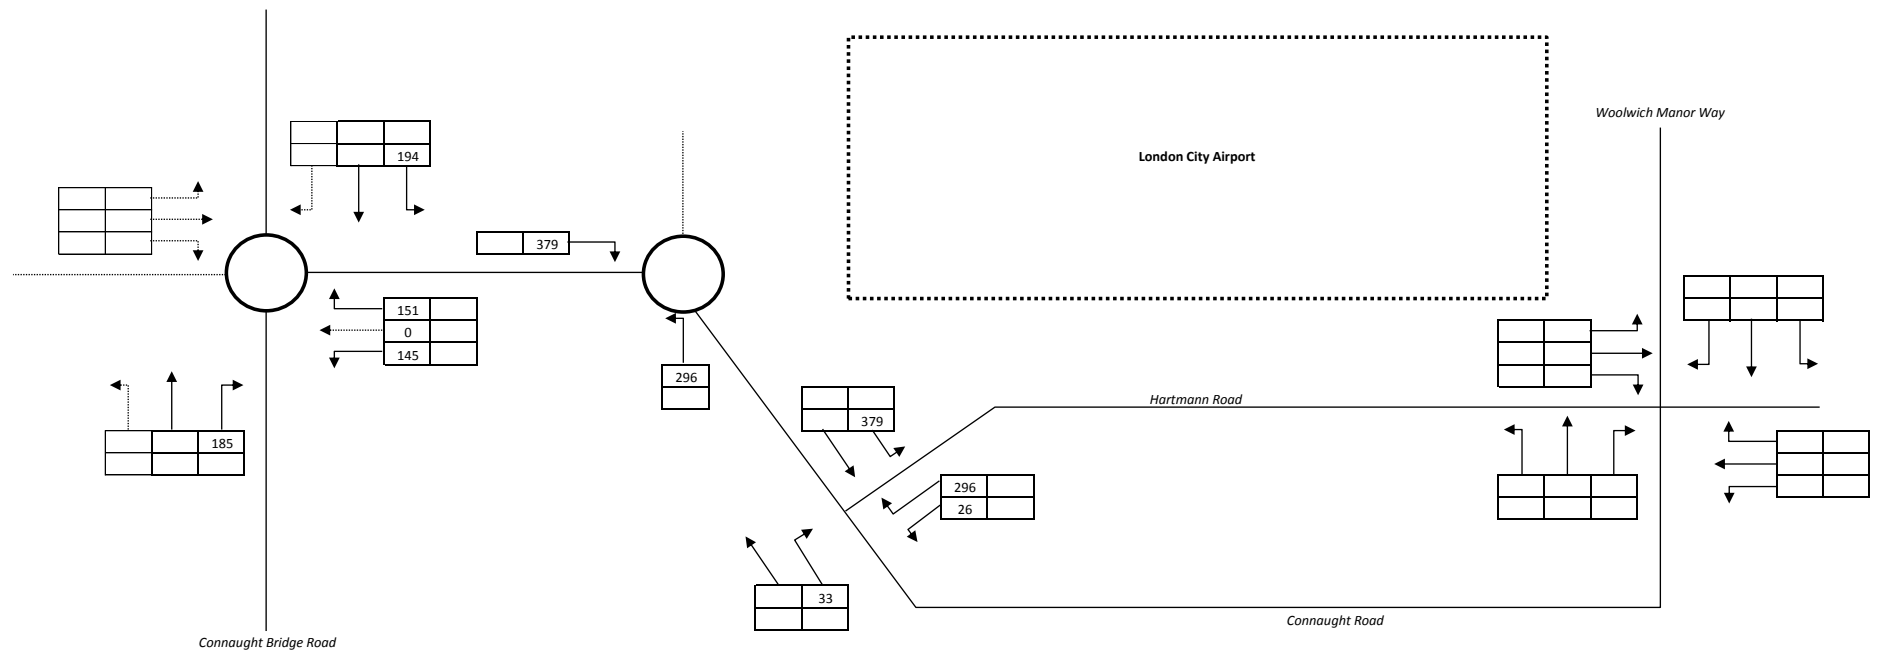 Woolwich Manor Way
London City Airport
194
379
151
0
145
296
185
Hartmann Road
379
296
26
33
Connaught Road
Connaught Bridge Road